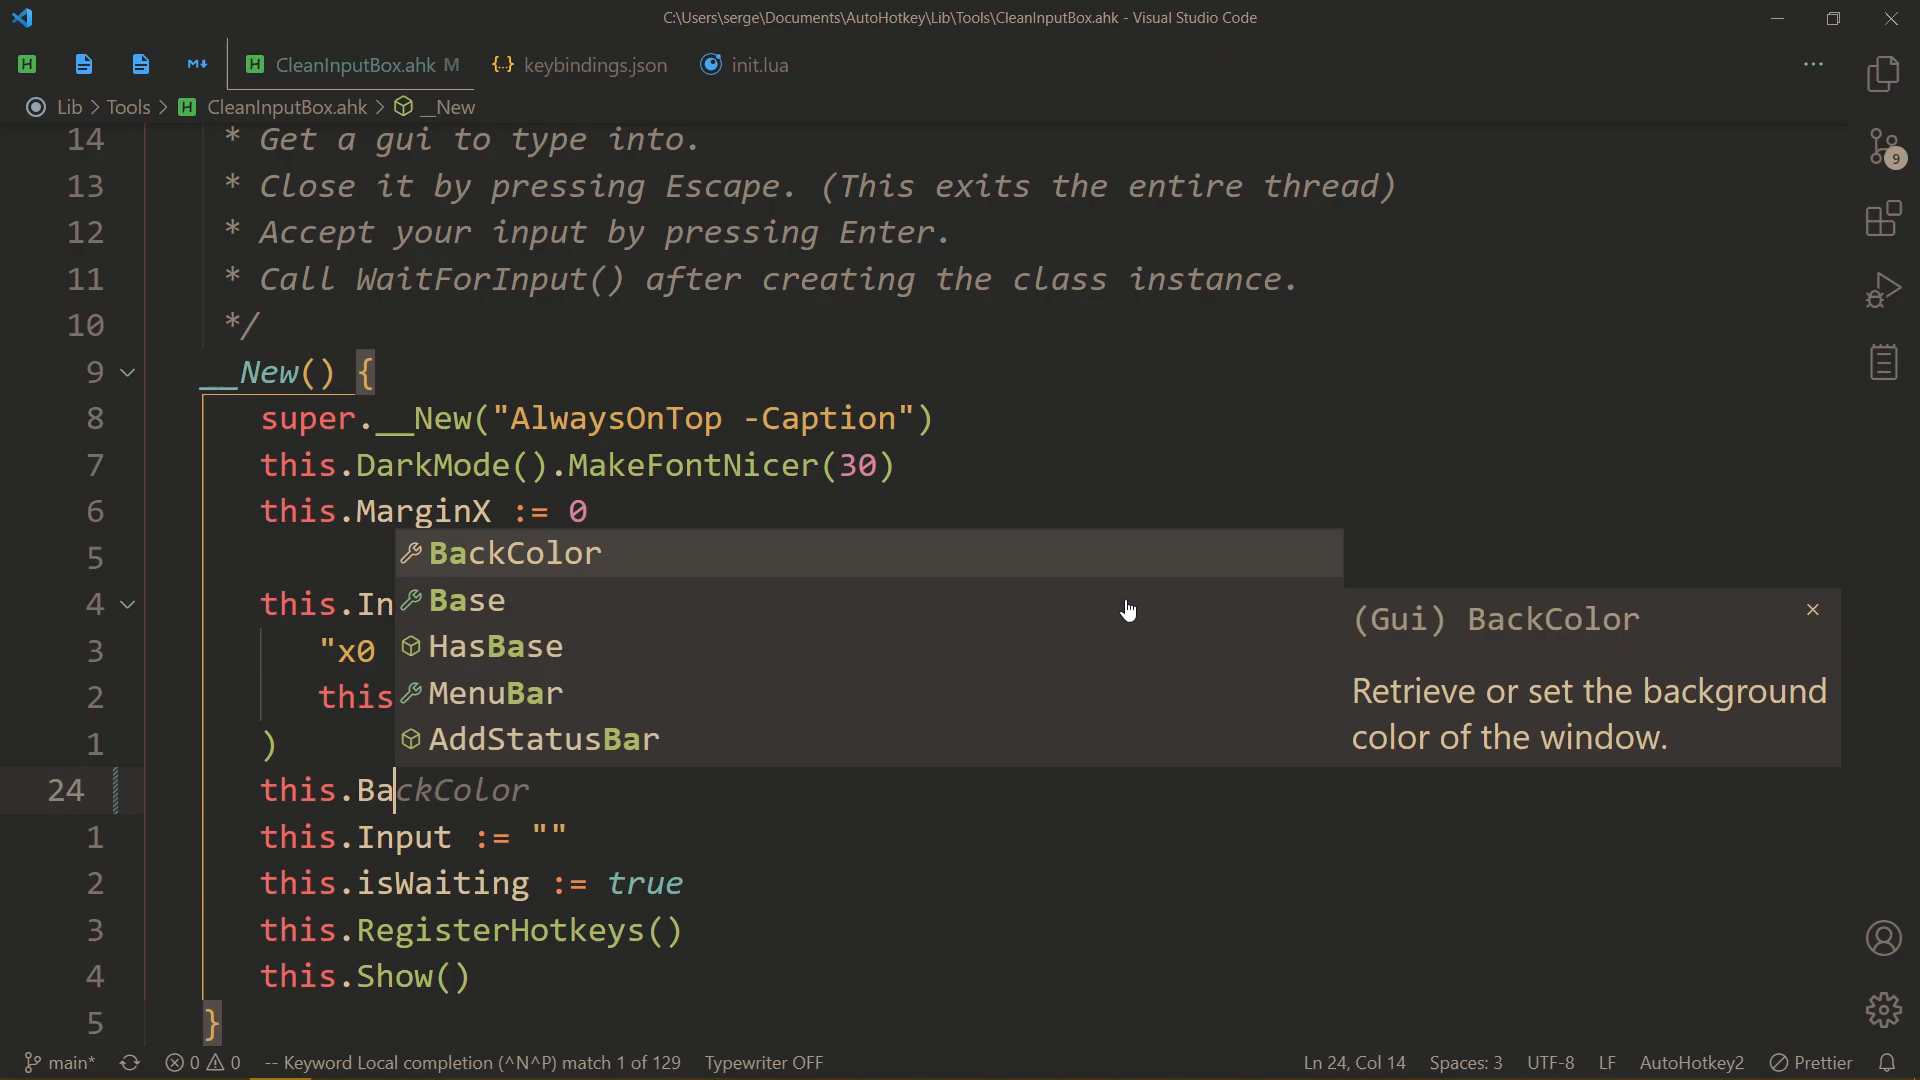 C:\Users\serge\Documents\AutoHotkey\Lib\Tools\CleanInputBox.ahk - Visual Studio Code
H M↓ H CleanInputBox.ahk M {..} keybindings.json init.lua ...
Lib > Tools > H CleanInputBox.ahk > __New
14 * Get a gui to type into.
13 * Close it by pressing Escape. (This exits the entire thread)
12 * Accept your input by pressing Enter.
11 * Call WaitForInput() after creating the class instance.
10 */
9 __New() {
8 super.__New("AlwaysOnTop -Caption")
7 this.DarkMode().MakeFontNicer(30)
6 this.MarginX := 0
5
4 this.In
3 "x0
2 this
1 )
24 this.BackColor
1 this.Input := ""
2 this.isWaiting := true
3 this.RegisterHotkeys()
4 this.Show()
5 }
BackColor
Base
HasBase
MenuBar
AddStatusBar
(Gui) BackColor
Retrieve or set the background
color of the window.
9
main* 0 0 -- Keyword Local completion (^N^P) match 1 of 129 Typewriter OFF Ln 24, Col 14 Spaces: 3 UTF-8 LF AutoHotkey2 Prettier